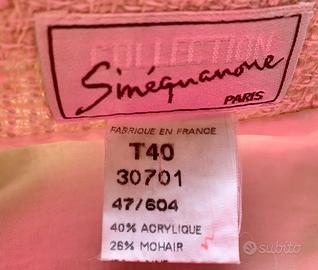 COLLECTION
Sinéquanone
PARIS
FABRIQUE EN FRANCE
T40
30701
47/604
40% ACRYLIQUE
26% MOHAIR
subito